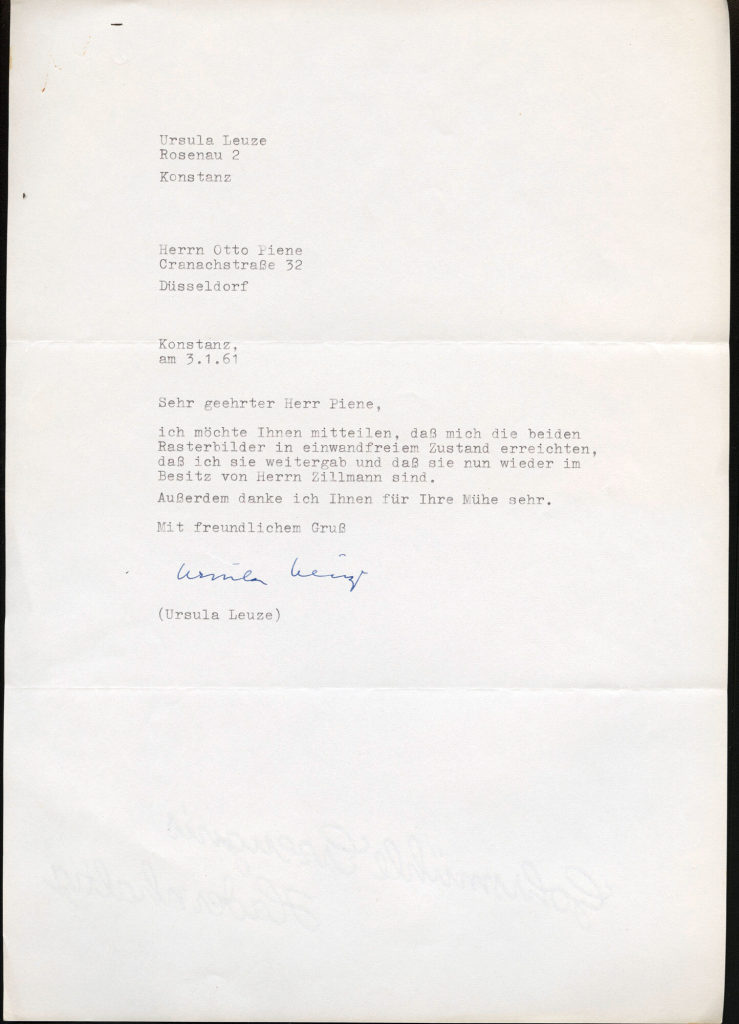 Ursula Leuze
Rosenau 2
Konstanz
Herrn Otto Piene
Cranachstraße 32
Düsseldorf
Konstanz,
am 3.1.61
Sehr geehrter Herr Piene,
ich möchte Ihnen mitteilen, daß mich die beiden
Rasterbilder in einwandfreiem Zustand erreichten,
daß ich sie weitergab und daß sie nun wieder im
Besitz von Herrn Zillmann sind.
Außerdem danke ich Ihnen für Ihre Mühe sehr.
Mit freundlichem Gruß
Ursula Leuze
(Ursula Leuze)
Gohrsmühle